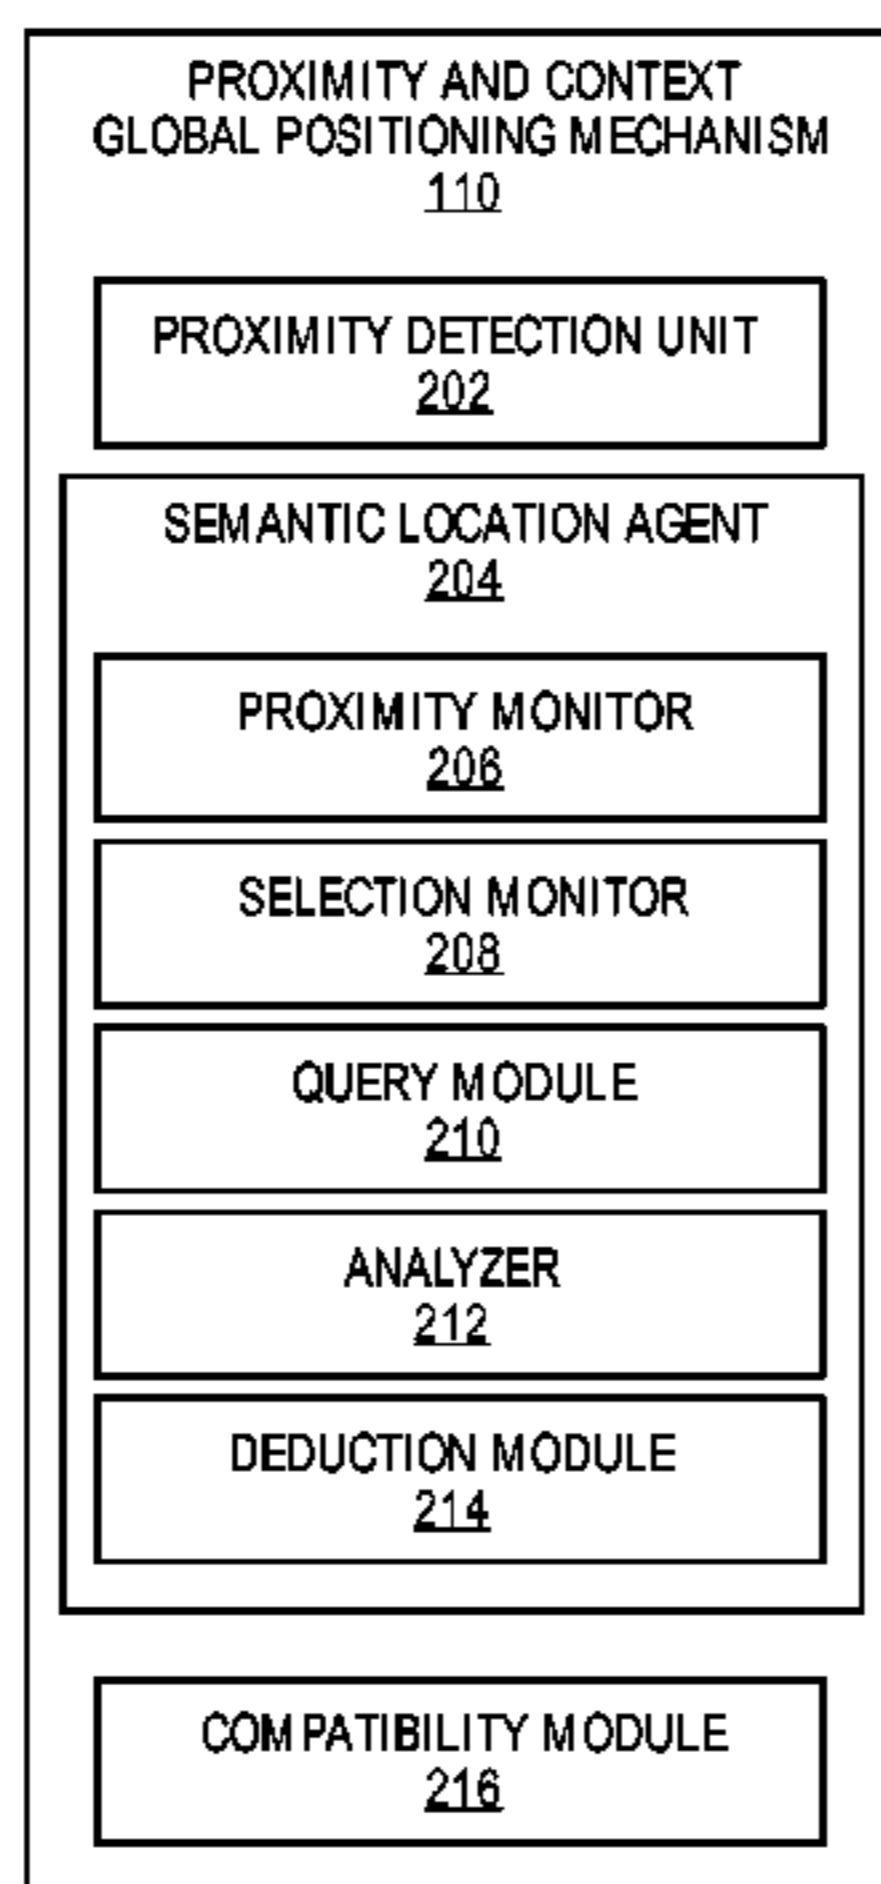 PROXIMITY AND CONTEXT
GLOBAL POSITIONING MECHANISM
110
PROXIMITY DETECTION UNIT
202
SEMANTIC LOCATION AGENT
204
PROXIMITY MONITOR
206
SELECTION MONITOR
208
QUERY MODULE
210
ANALYZER
212
DEDUCTION MODULE
214
COMPATIBILITY MODULE
216